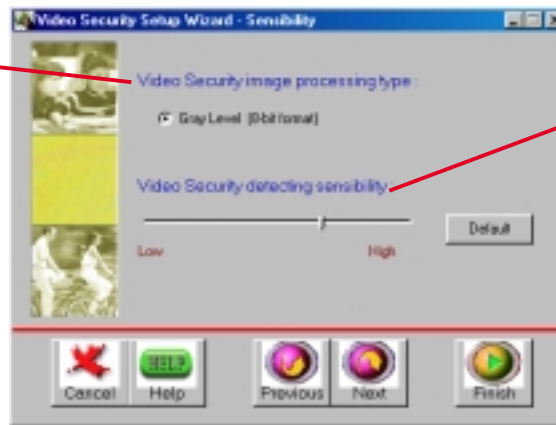 Video Security Setup Wizard - Sensibility
Video Security image processing type :
Gray Level (8-bit format)
Video Security detecting sensibility :
Default
Low High
HELP
Cancel Help Previous Next Finish